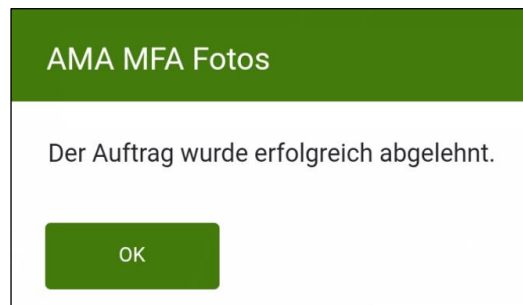 AMA MFA Fotos
Der Auftrag wurde erfolgreich abgelehnt.
OK